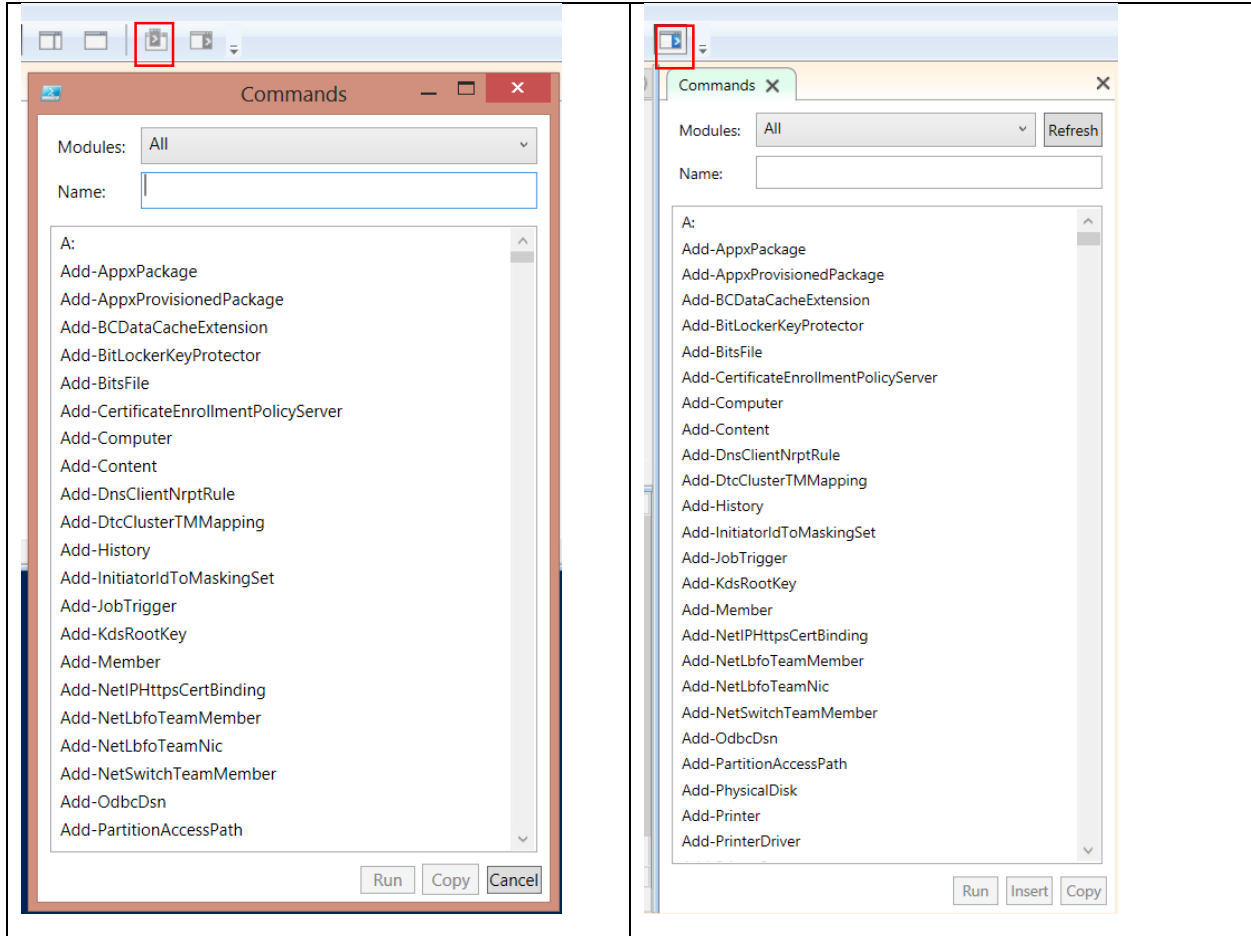 Commands
Modules:
All
Name:
A:
Add-AppxPackage
Add-AppxProvisionedPackage
Add-BCDataCacheExtension
Add-BitLockerKeyProtector
Add-BitsFile
Add-CertificateEnrollmentPolicyServer
Add-Computer
Add-Content
Add-DnsClientNrptRule
Add-DtcClusterTMMapping
Add-History
Add-InitiatorIdToMaskingSet
Add-JobTrigger
Add-KdsRootKey
Add-Member
Add-NetIPHttpsCertBinding
Add-NetLbfoTeamMember
Add-NetLbfoTeamNic
Add-NetSwitchTeamMember
Add-OdbcDsn
Add-PartitionAccessPath
Run Copy Cancel
Commands
Modules: All Refresh
Name:
A:
Add-AppxPackage
Add-AppxProvisionedPackage
Add-BCDataCacheExtension
Add-BitLockerKeyProtector
Add-BitsFile
Add-CertificateEnrollmentPolicyServer
Add-Computer
Add-Content
Add-DnsClientNrptRule
Add-DtcClusterTMMapping
Add-History
Add-InitiatorIdToMaskingSet
Add-JobTrigger
Add-KdsRootKey
Add-Member
Add-NetIPHttpsCertBinding
Add-NetLbfoTeamMember
Add-NetLbfoTeamNic
Add-NetSwitchTeamMember
Add-OdbcDsn
Add-PartitionAccessPath
Add-PhysicalDisk
Add-Printer
Add-PrinterDriver
Run Insert Copy